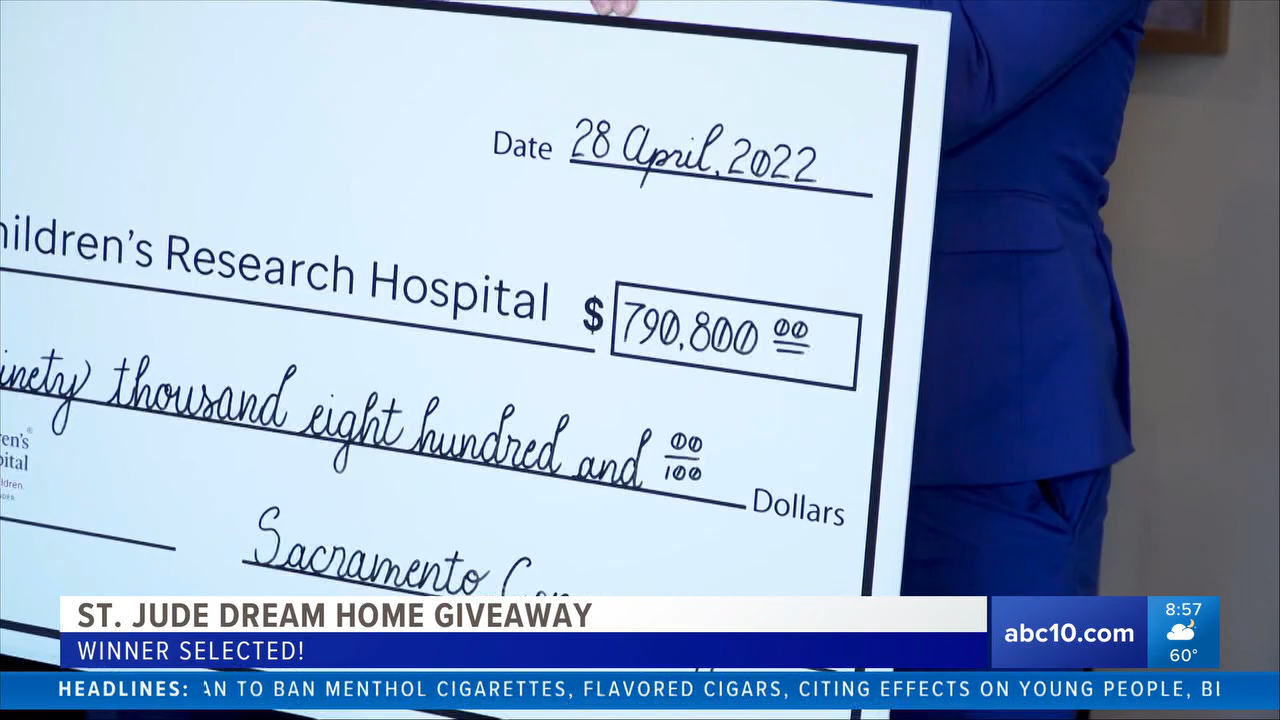 Date 28 April, 2022
hildren's Research Hospital $ 790,800 00
inety thousand eight hundred and 00/100 Dollars
ren's®
pital
ldren.
Sacramento
ST. JUDE DREAM HOME GIVEAWAY
WINNER SELECTED!
abc10.com
8:57
60°
HEADLINES: AN TO BAN MENTHOL CIGARETTES, FLAVORED CIGARS, CITING EFFECTS ON YOUNG PEOPLE, BI